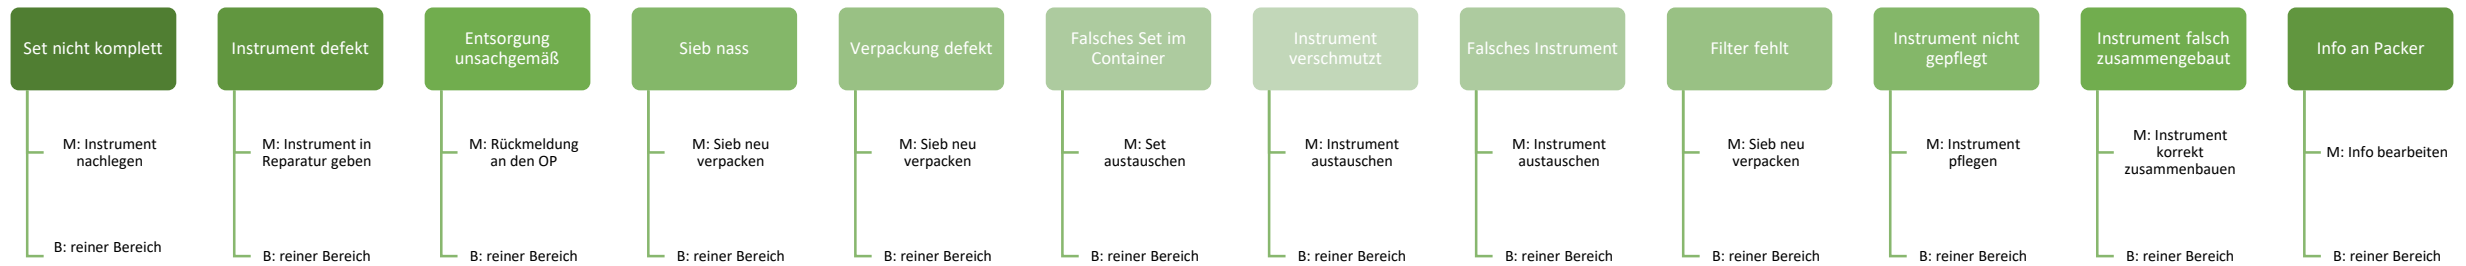 Set nicht komplett
M: Instrument
nachlegen
B: reiner Bereich
Instrument defekt
M: Instrument in
Reparatur geben
B: reiner Bereich
Entsorgung
unsachgemäß
M: Rückmeldung
an den OP
B: reiner Bereich
Sieb nass
M: Sieb neu
verpacken
B: reiner Bereich
Verpackung defekt
M: Sieb neu
verpacken
B: reiner Bereich
Falsches Set im
Container
M: Set
austauschen
B: reiner Bereich
Instrument
verschmutzt
M: Instrument
austauschen
B: reiner Bereich
Falsches Instrument
M: Instrument
austauschen
B: reiner Bereich
Filter fehlt
M: Sieb neu
verpacken
B: reiner Bereich
Instrument nicht
gepflegt
M: Instrument
pflegen
B: reiner Bereich
Instrument falsch
zusammengebaut
M: Instrument
korrekt
zusammenbauen
B: reiner Bereich
Info an Packer
M: Info bearbeiten
B: reiner Bereich